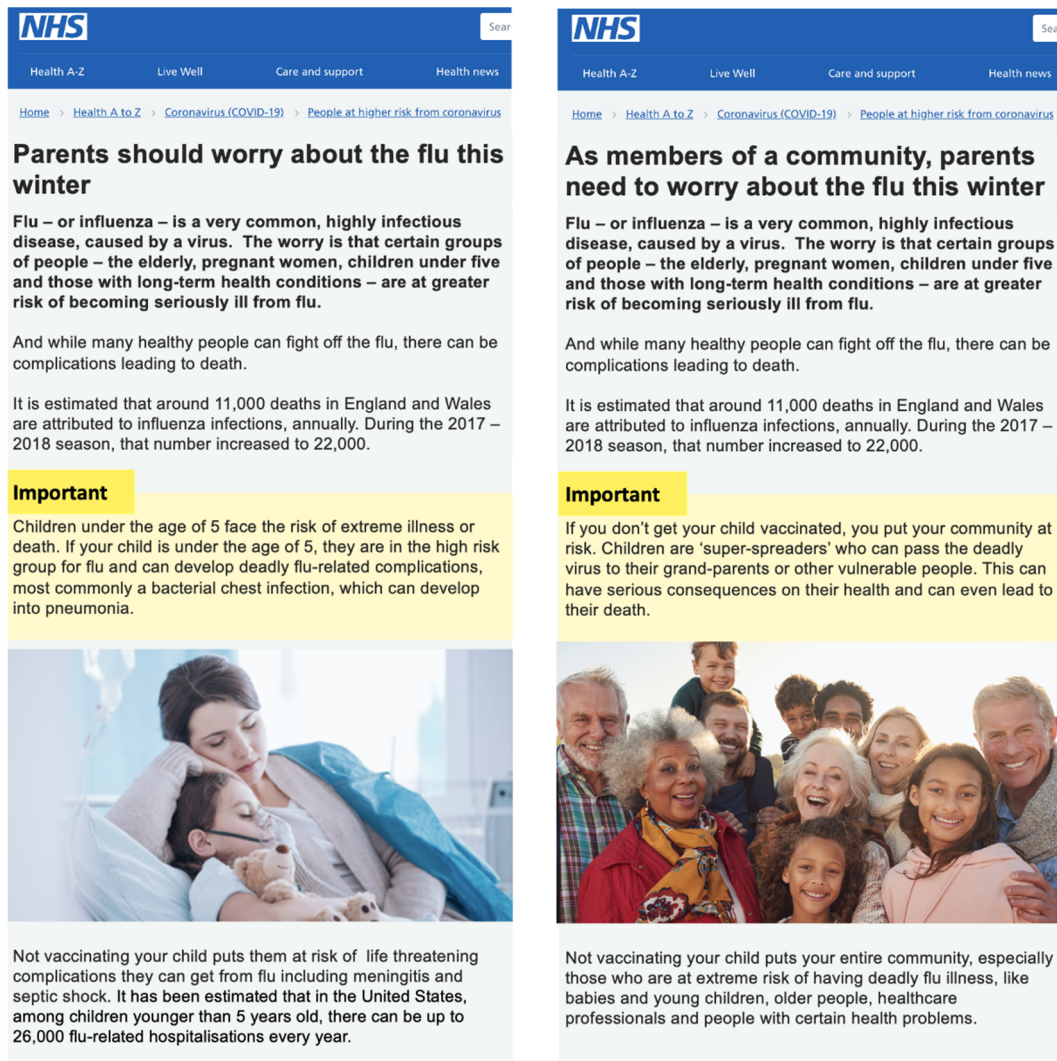 NHS
Sear
Health A-Z Live Well Care and support Health news
Home > Health A to Z > Coronavirus (COVID-19) > People at higher risk from coronavirus
Parents should worry about the flu this
winter
Flu – or influenza – is a very common, highly infectious
disease, caused by a virus.  The worry is that certain groups
of people – the elderly, pregnant women, children under five
and those with long-term health conditions – are at greater
risk of becoming seriously ill from flu.
And while many healthy people can fight off the flu, there can be
complications leading to death.
It is estimated that around 11,000 deaths in England and Wales
are attributed to influenza infections, annually. During the 2017 –
2018 season, that number increased to 22,000.
Important
Children under the age of 5 face the risk of extreme illness or
death. If your child is under the age of 5, they are in the high risk
group for flu and can develop deadly flu-related complications,
most commonly a bacterial chest infection, which can develop
into pneumonia.
Not vaccinating your child puts them at risk of  life threatening
complications they can get from flu including meningitis and
septic shock. It has been estimated that in the United States,
among children younger than 5 years old, there can be up to
26,000 flu-related hospitalisations every year.
NHS
Sea
Health A-Z Live Well Care and support Health news
Home > Health A to Z > Coronavirus (COVID-19) > People at higher risk from coronavirus
As members of a community, parents
need to worry about the flu this winter
Flu – or influenza – is a very common, highly infectious
disease, caused by a virus.  The worry is that certain groups
of people – the elderly, pregnant women, children under five
and those with long-term health conditions – are at greater
risk of becoming seriously ill from flu.
And while many healthy people can fight off the flu, there can be
complications leading to death.
It is estimated that around 11,000 deaths in England and Wales
are attributed to influenza infections, annually. During the 2017 –
2018 season, that number increased to 22,000.
Important
If you don't get your child vaccinated, you put your community at
risk. Children are 'super-spreaders' who can pass the deadly
virus to their grand-parents or other vulnerable people. This can
have serious consequences on their health and can even lead to
their death.
Not vaccinating your child puts your entire community, especially
those who are at extreme risk of having deadly flu illness, like
babies and young children, older people, healthcare
professionals and people with certain health problems.